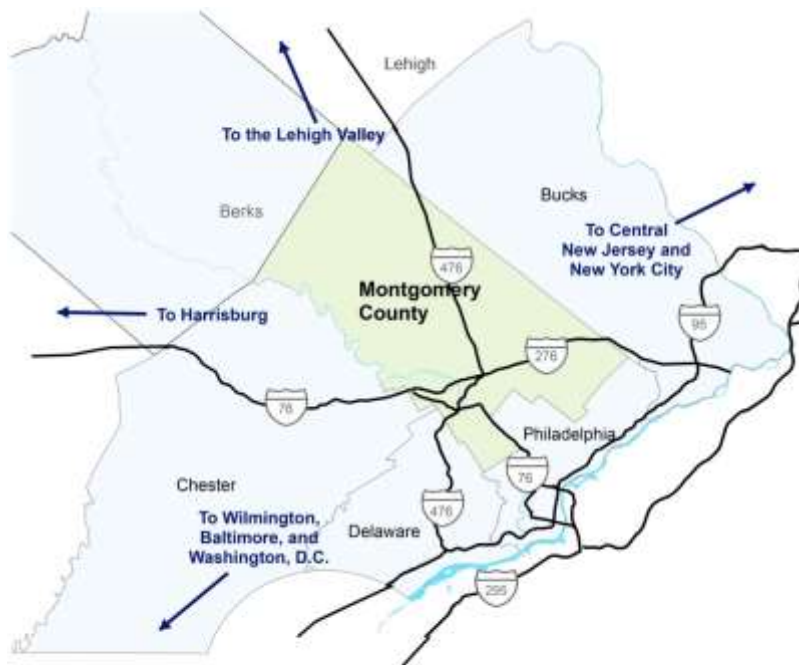 Lehigh
To the Lehigh Valley
Berks
Bucks
To Central
New Jersey and
New York City
476
Montgomery
County
To Harrisburg
95
276
76
Philadelphia
76
Chester
476
Delaware
To Wilmington,
Baltimore, and
Washington, D.C.
295